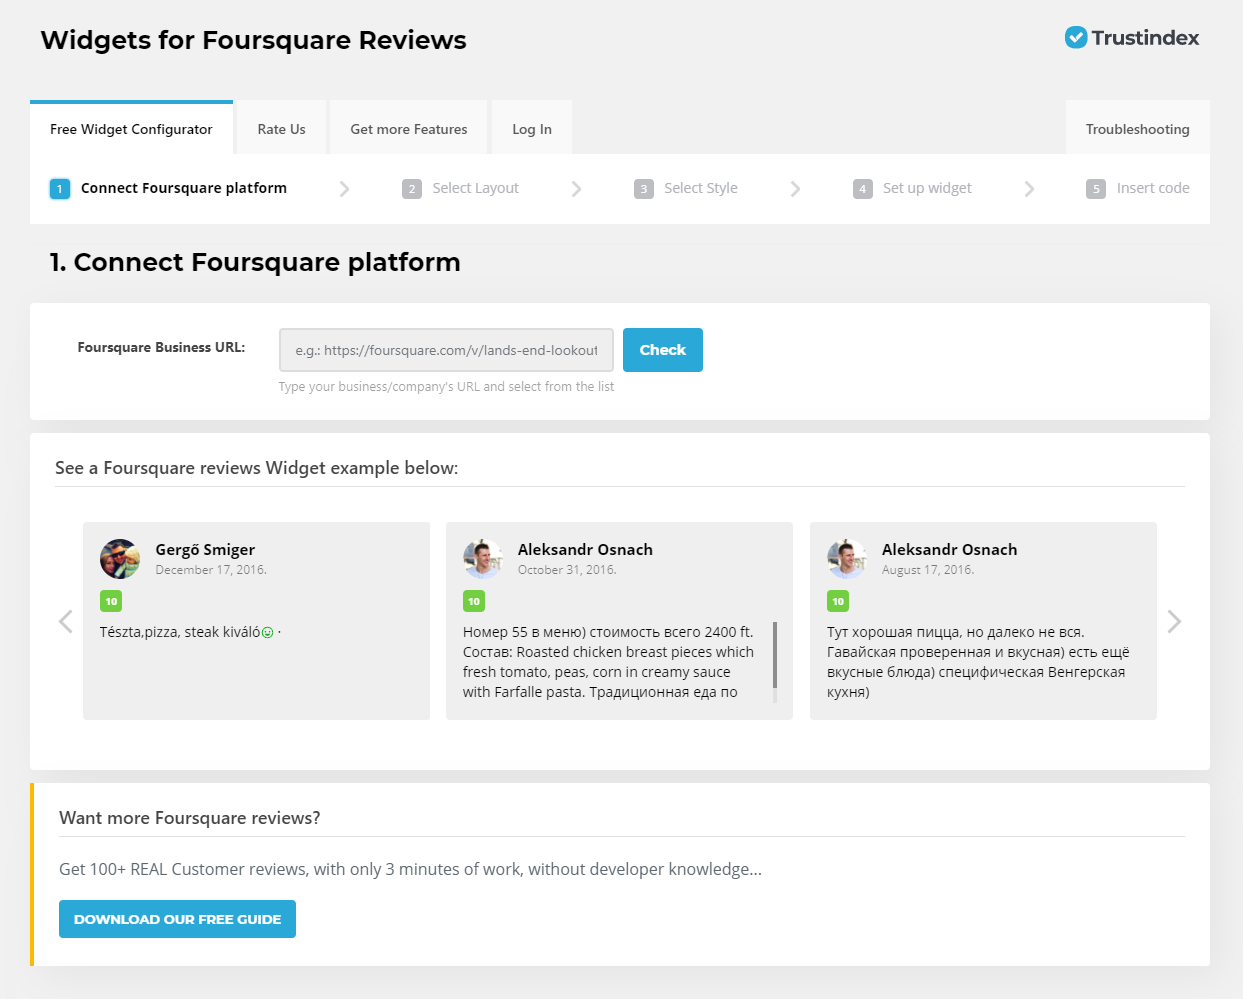 Widgets for Foursquare Reviews
Trustindex
Free Widget Configurator
Rate Us
Get more Features
Log In
Troubleshooting
1 Connect Foursquare platform
2 Select Layout
3 Select Style
4 Set up widget
5 Insert code
1. Connect Foursquare platform
Foursquare Business URL:
e.g.: https://foursquare.com/v/lands-end-lookout
Check
Type your business/company's URL and select from the list
See a Foursquare reviews Widget example below:
Gergő Smiger
December 17, 2016.
10
Tészta,pizza, steak kiváló😃 ·
Aleksandr Osnach
October 31, 2016.
10
Номер 55 в меню) стоимость всего 2400 ft.
Состав: Roasted chicken breast pieces which
fresh tomato, peas, corn in creamy sauce
with Farfalle pasta. Традиционная еда по
Aleksandr Osnach
August 17, 2016.
10
Тут хорошая пицца, но далеко не вся.
Гавайская проверенная и вкусная) есть ещё
вкусные блюда) специфическая Венгерская
кухня)
Want more Foursquare reviews?
Get 100+ REAL Customer reviews, with only 3 minutes of work, without developer knowledge...
DOWNLOAD OUR FREE GUIDE